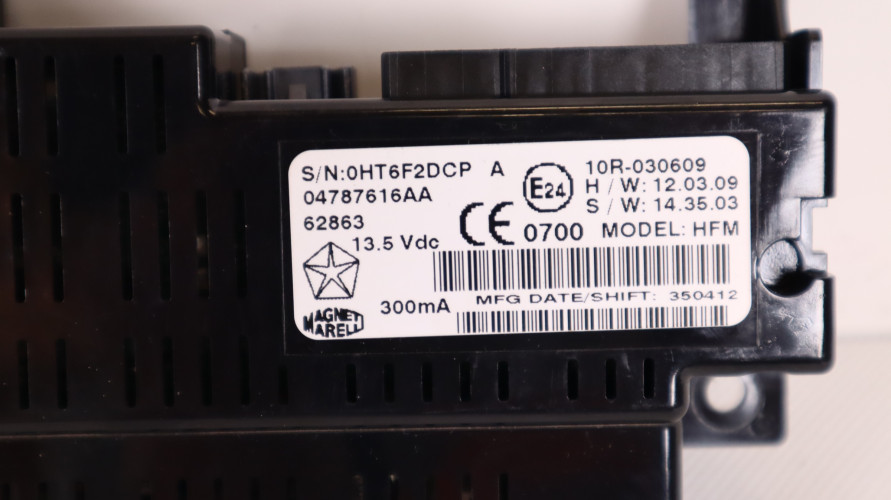 S/N:0HT6F2DCP A
04787616AA
62863
13.5 Vdc
300mA
MAGNETI
MARELLI
E24
CE 0700
10R-030609
H / W: 12.03.09
S / W: 14.35.03
MODEL: HFM
MFG DATE/SHIFT: 350412